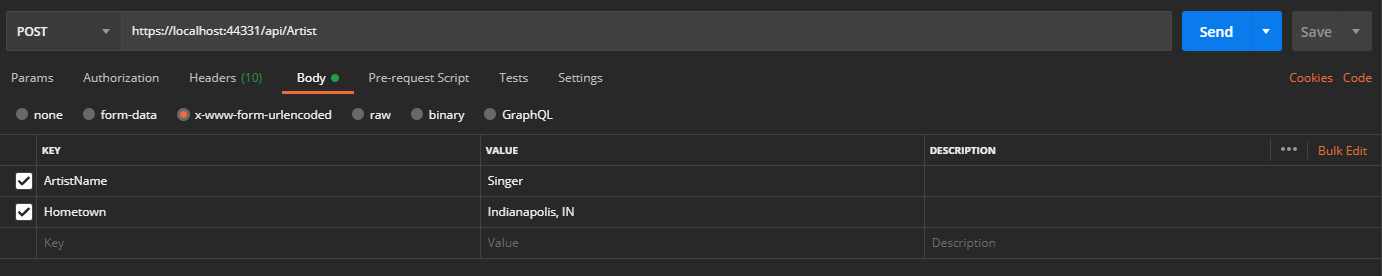 POST https://localhost:44331/api/Artist Send Save
Params Authorization Headers (10) Body Pre-request Script Tests Settings Cookies Code
none form-data x-www-form-urlencoded raw binary GraphQL
KEY VALUE DESCRIPTION ••• Bulk Edit
ArtistName Singer
Hometown Indianapolis, IN
Key Value Description